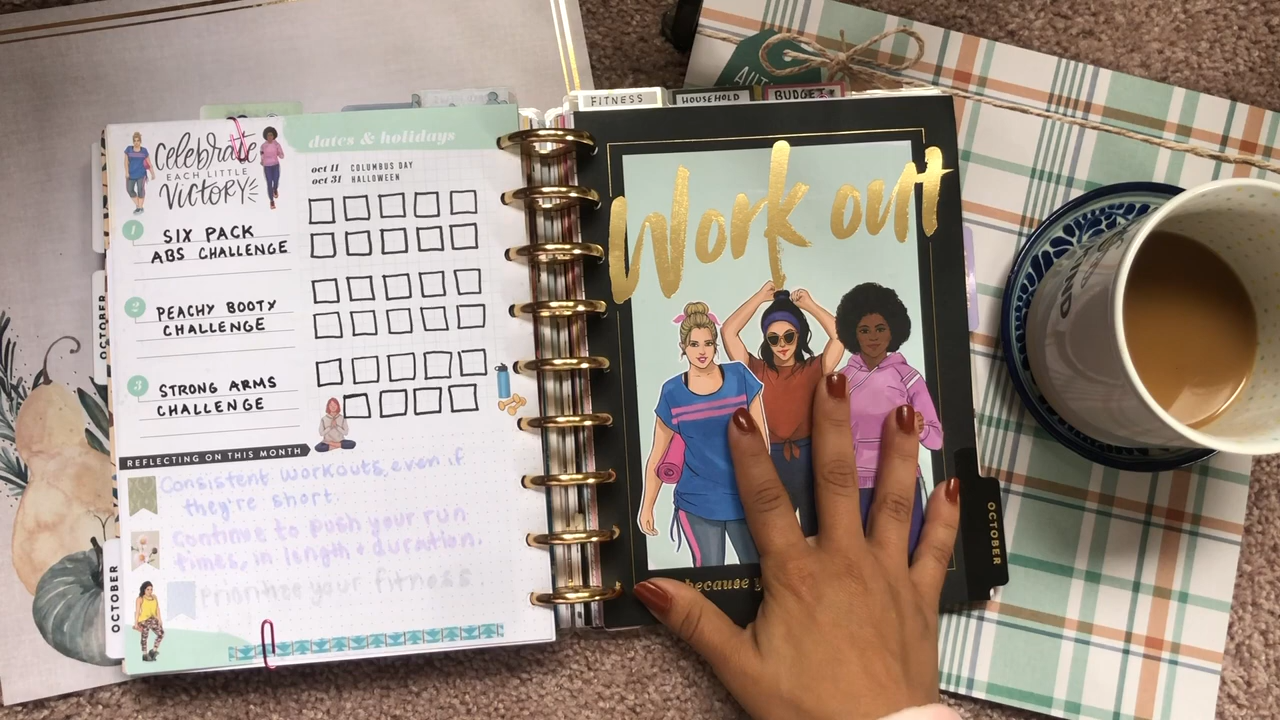 FITNESS
HOUSEHOLD
BUDGET
Celebrate
EACH LITTLE
VICTORY
dates & holidays
oct 11 COLUMBUS DAY
oct 31 HALLOWEEN
1
SIX PACK
ABS CHALLENGE
2
PEACHY BOOTY
CHALLENGE
3
STRONG ARMS
CHALLENGE
REFLECTING ON THIS MONTH
Consistent workouts, even if
they're short.
continue to push your run
times, in length + duration.
Prioritize your fitness.
OCTOBER
OCTOBER
Work out
because
OCTOBER